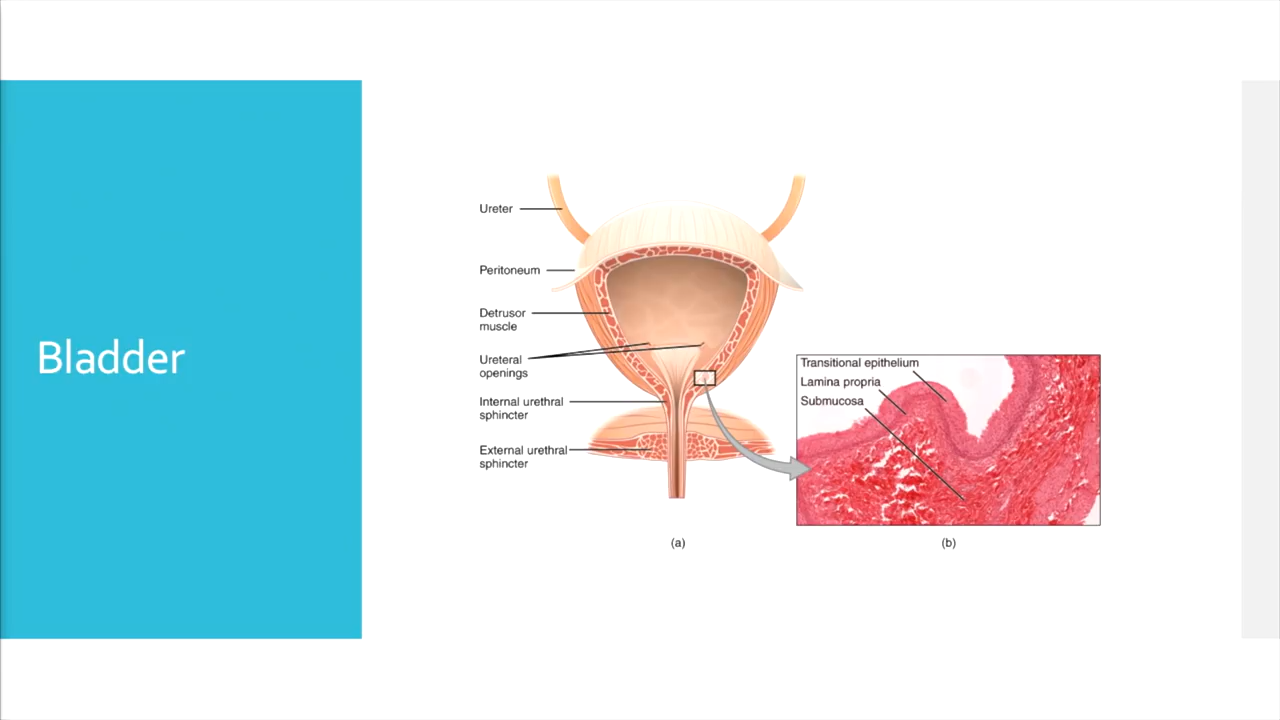 Bladder
Ureter
Peritoneum
Detrusor
muscle
Ureteral
openings
Internal urethral
sphincter
External urethral
sphincter
(a)
Transitional epithelium
Lamina propria
Submucosa
(b)